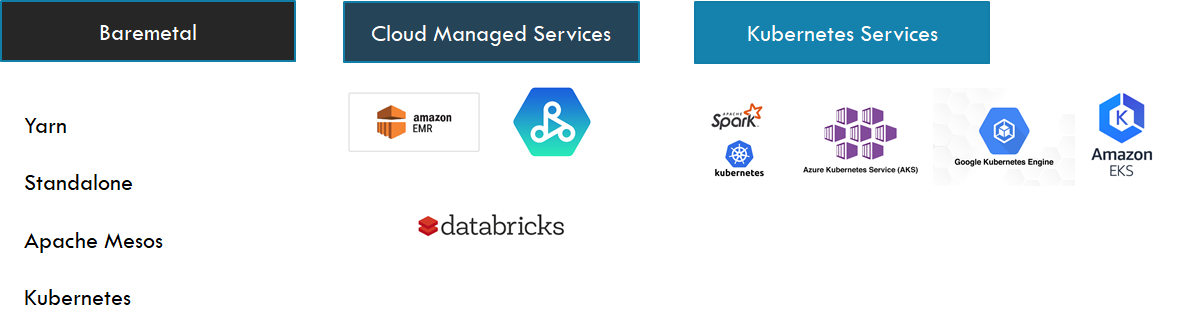 Baremetal
Cloud Managed Services
Kubernetes Services
Yarn
Standalone
Apache Mesos
Kubernetes
amazon
EMR
databricks
APACHE
Spark™
kubernetes
Azure Kubernetes Service (AKS)
Google Kubernetes Engine
K
Amazon
EKS